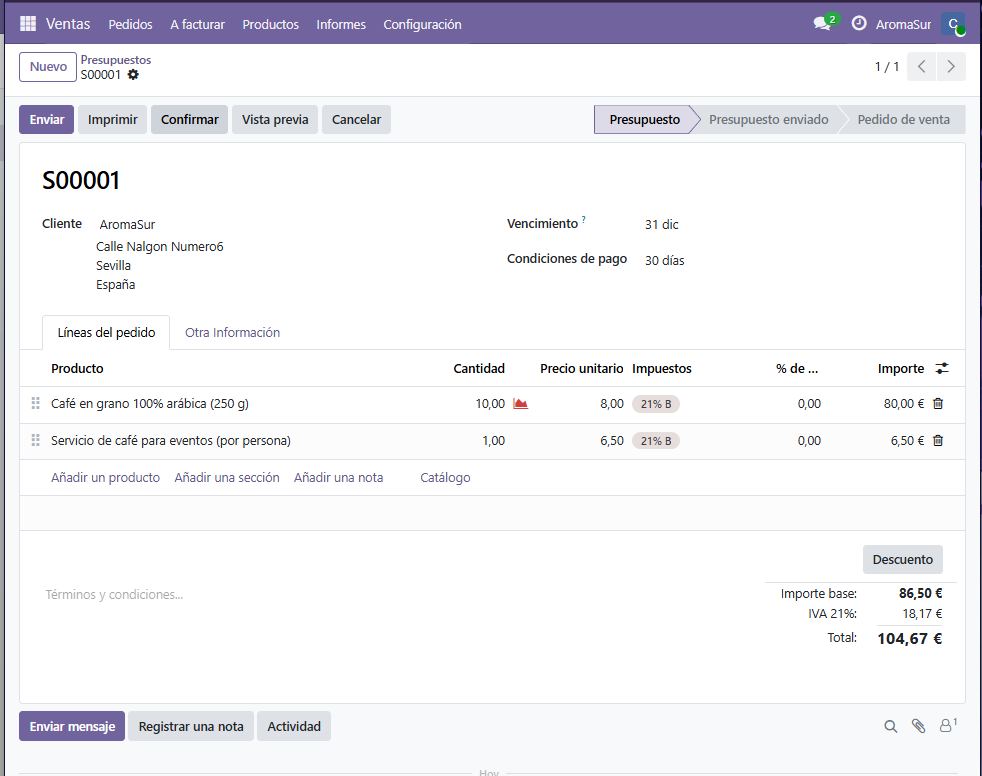 Ventas Pedidos A facturar Productos Informes Configuración 2 AromaSur C
Nuevo Presupuestos
S00001 1 / 1
Enviar Imprimir Confirmar Vista previa Cancelar Presupuesto Presupuesto enviado Pedido de venta
S00001
Cliente AromaSur Vencimiento ? 31 dic
Calle Nalgon Numero6
Sevilla Condiciones de pago 30 días
España
Líneas del pedido Otra Información
Producto Cantidad Precio unitario Impuestos % de ... Importe
Café en grano 100% arábica (250 g) 10,00 8,00 21% B 0,00 80,00 €
Servicio de café para eventos (por persona) 1,00 6,50 21% B 0,00 6,50 €
Añadir un producto Añadir una sección Añadir una nota Catálogo
Descuento
Términos y condiciones... Importe base: 86,50 €
IVA 21%: 18,17 €
Total: 104,67 €
Enviar mensaje Registrar una nota Actividad 1
Hoy